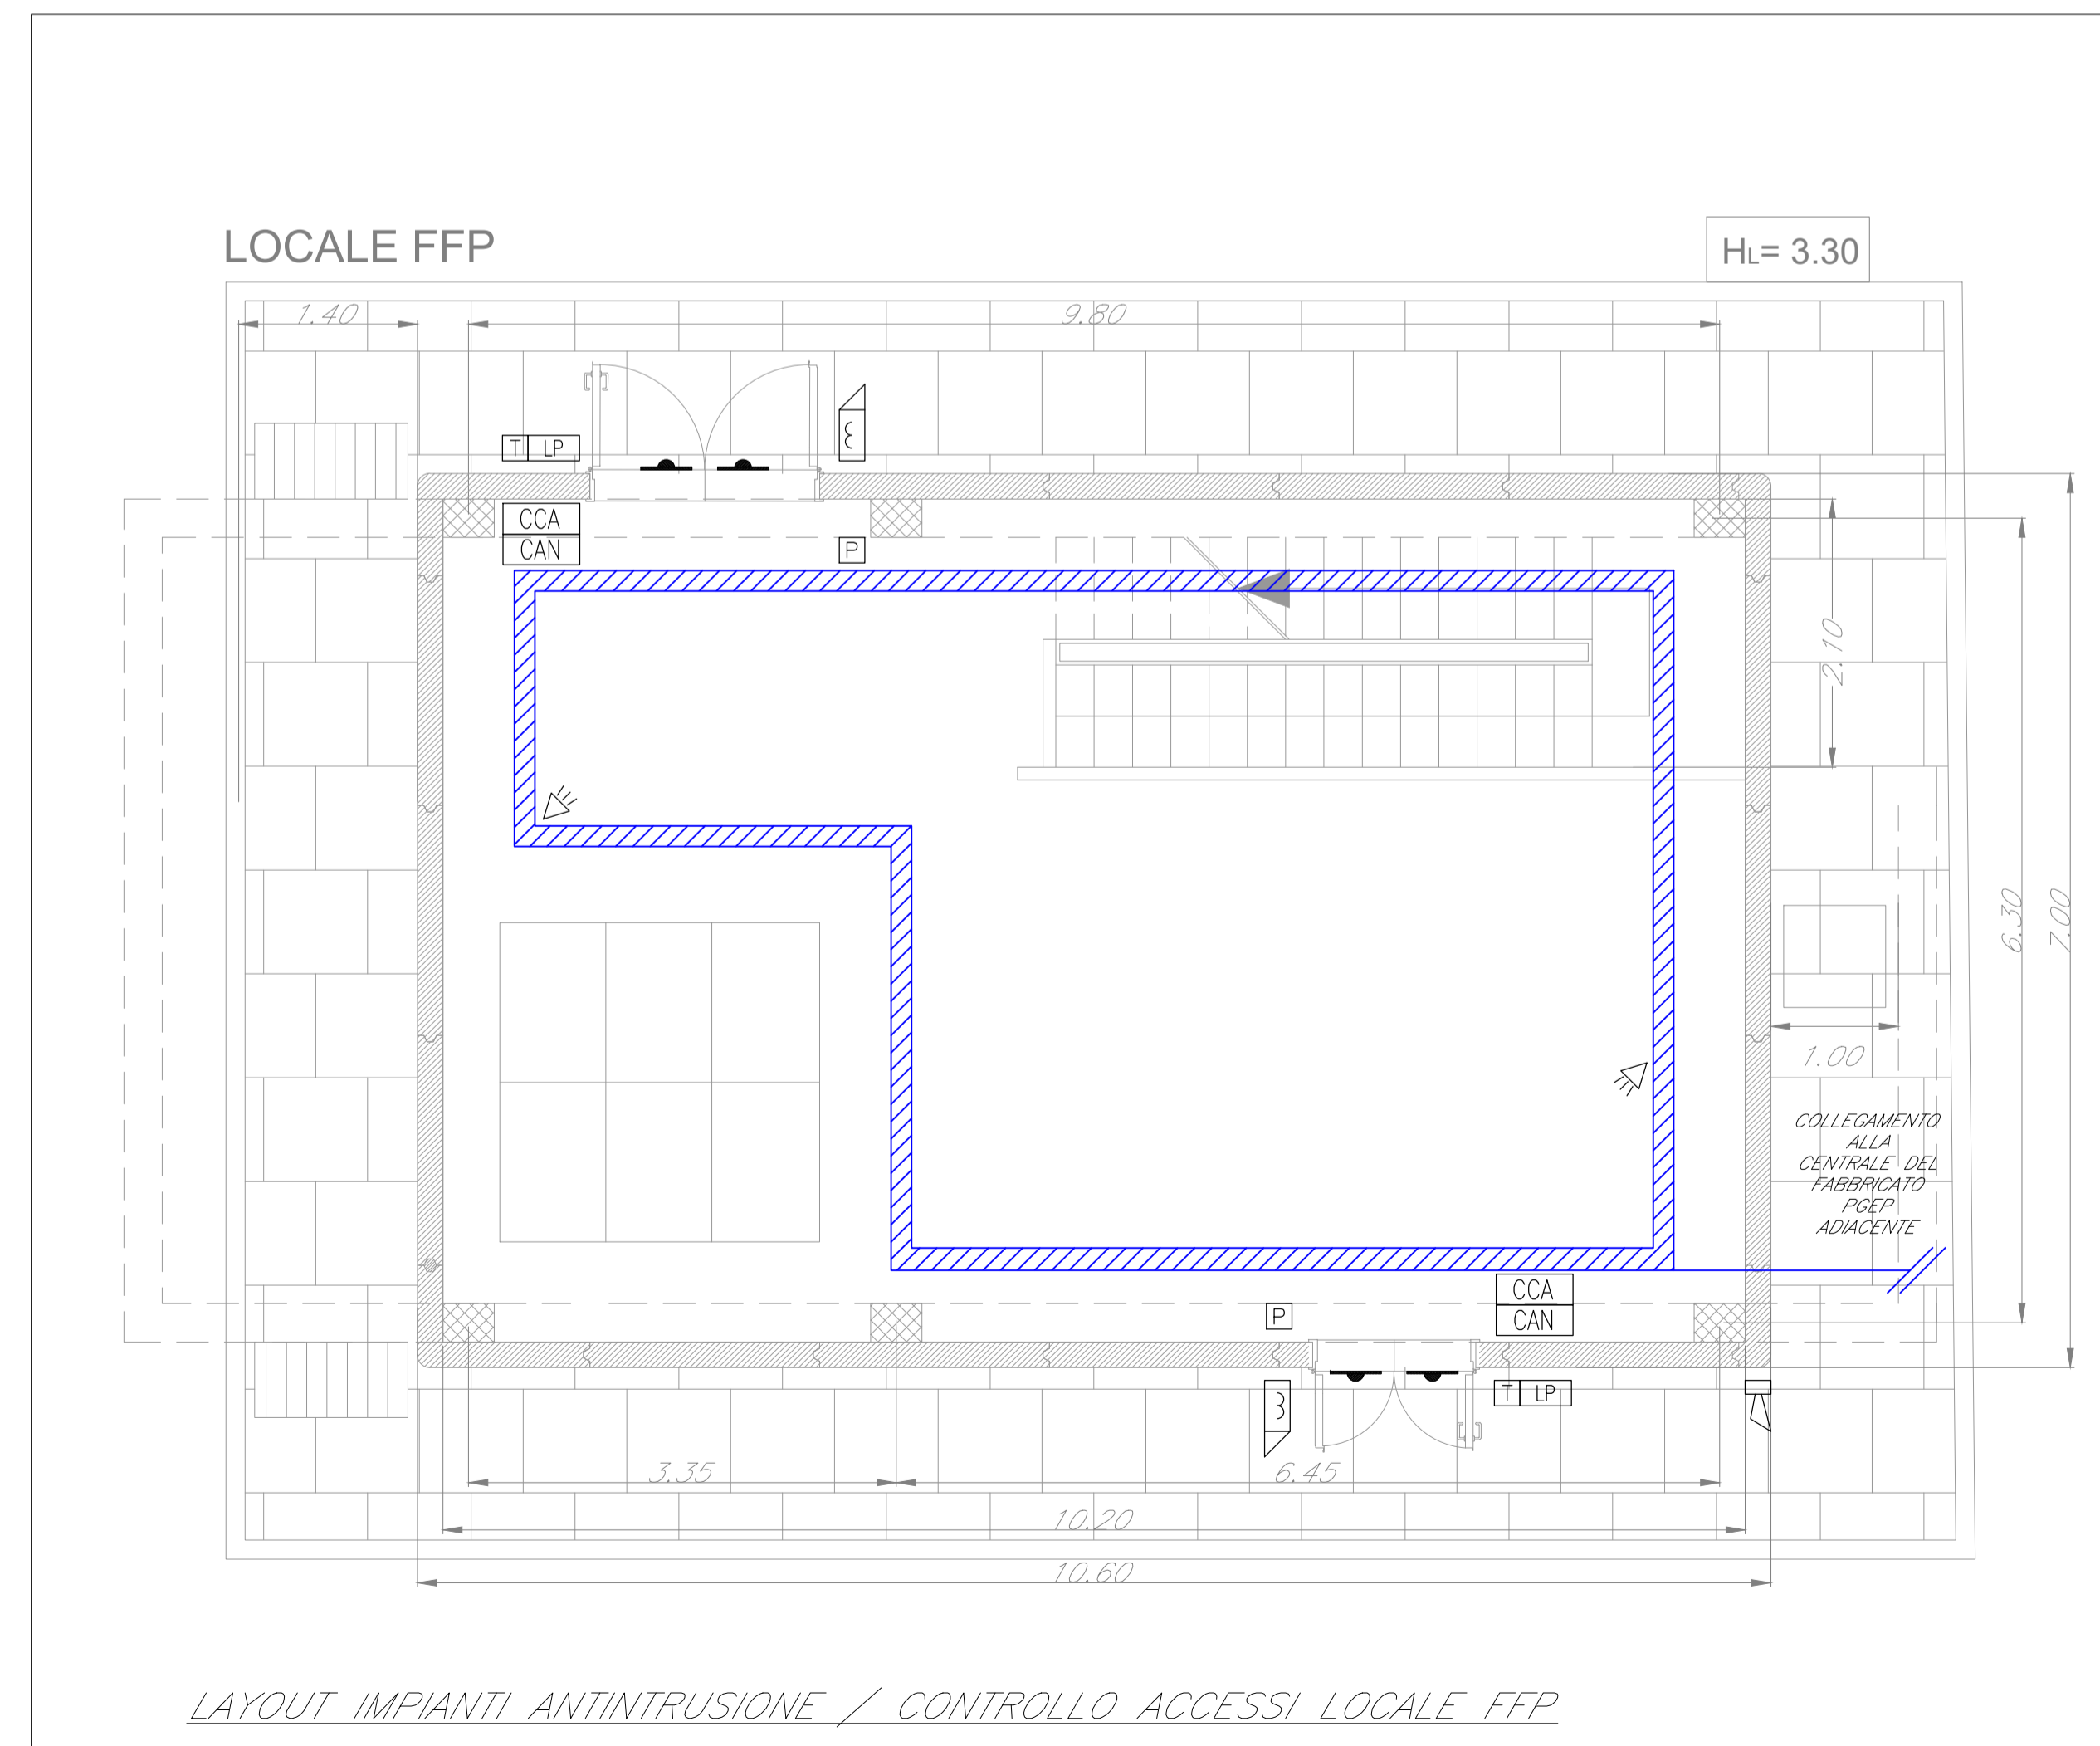 LOCALE FFP
HL= 3.30
1.40
9.80
T LP
CCA
CAN
P
2.10
6.30
7.00
1.00
COLLEGAMENTO
ALLA
CENTRALE DEL
FABBRICATO
PGEP
ADIACENTE
CCA
CAN
P
T LP
3.35
6.45
10.20
10.60
LAYOUT IMPIANTI ANTINTRUSIONE / CONTROLLO ACCESSI LOCALE FFP